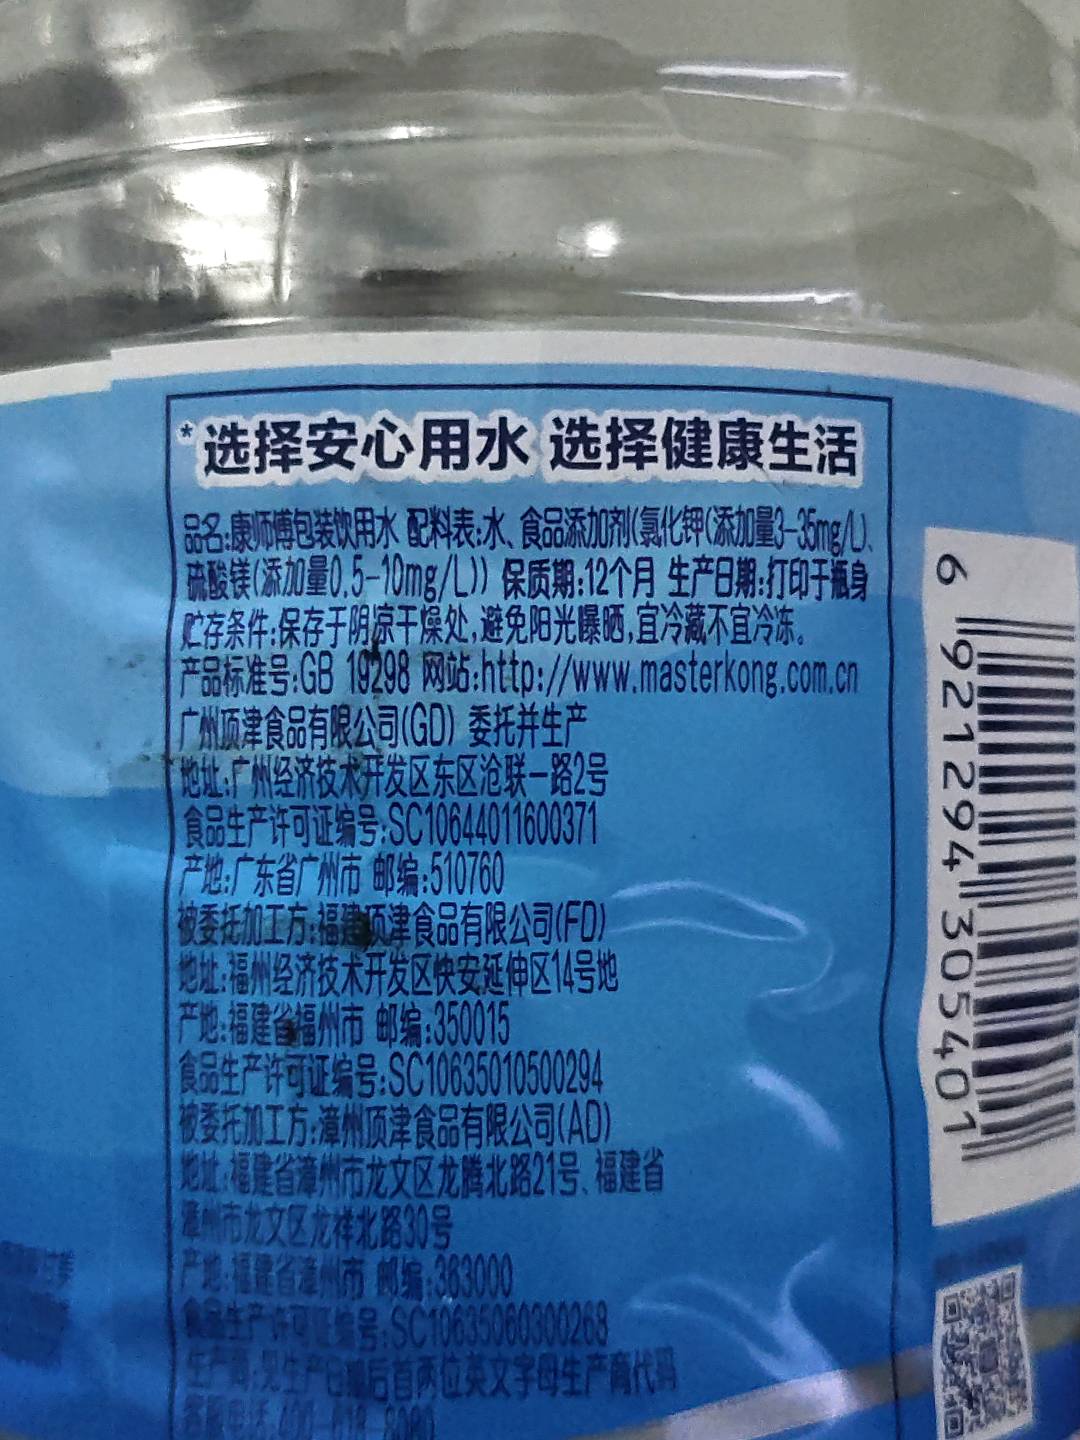 *选择安心用水 选择健康生活
品名:康师傅包装饮用水 配料表:水、食品添加剂(氯化钾(添加量3-35mg/L)、
硫酸镁(添加量0.5-10mg/L)) 保质期:12个月 生产日期:打印于瓶身
贮存条件:保存于阴凉干燥处,避免阳光曝晒,宜冷藏不宜冷冻。
产品标准号:GB 19298 网站:http://www.masterkong.com.cn
广州顶津食品有限公司(GD) 委托并生产
地址:广州经济技术开发区东区沧联一路2号
食品生产许可证编号:SC10644011600371
产地:广东省广州市 邮编:510760
被委托加工方:福建顶津食品有限公司(FD)
地址:福州经济技术开发区快安延伸区14号地
产地:福建省福州市 邮编:350015
食品生产许可证编号:SC10635010500294
被委托加工方:漳州顶津食品有限公司(AD)
地址:福建省漳州市龙文区龙腾北路21号、福建省
漳州市龙文区龙祥北路30号
产地:福建省漳州市 邮编:363000
食品生产许可证编号:SC10635060300268
生产商:见生产日期后首两位英文字母生产商代码
客服电话:400-618-8080
6 921294 305401